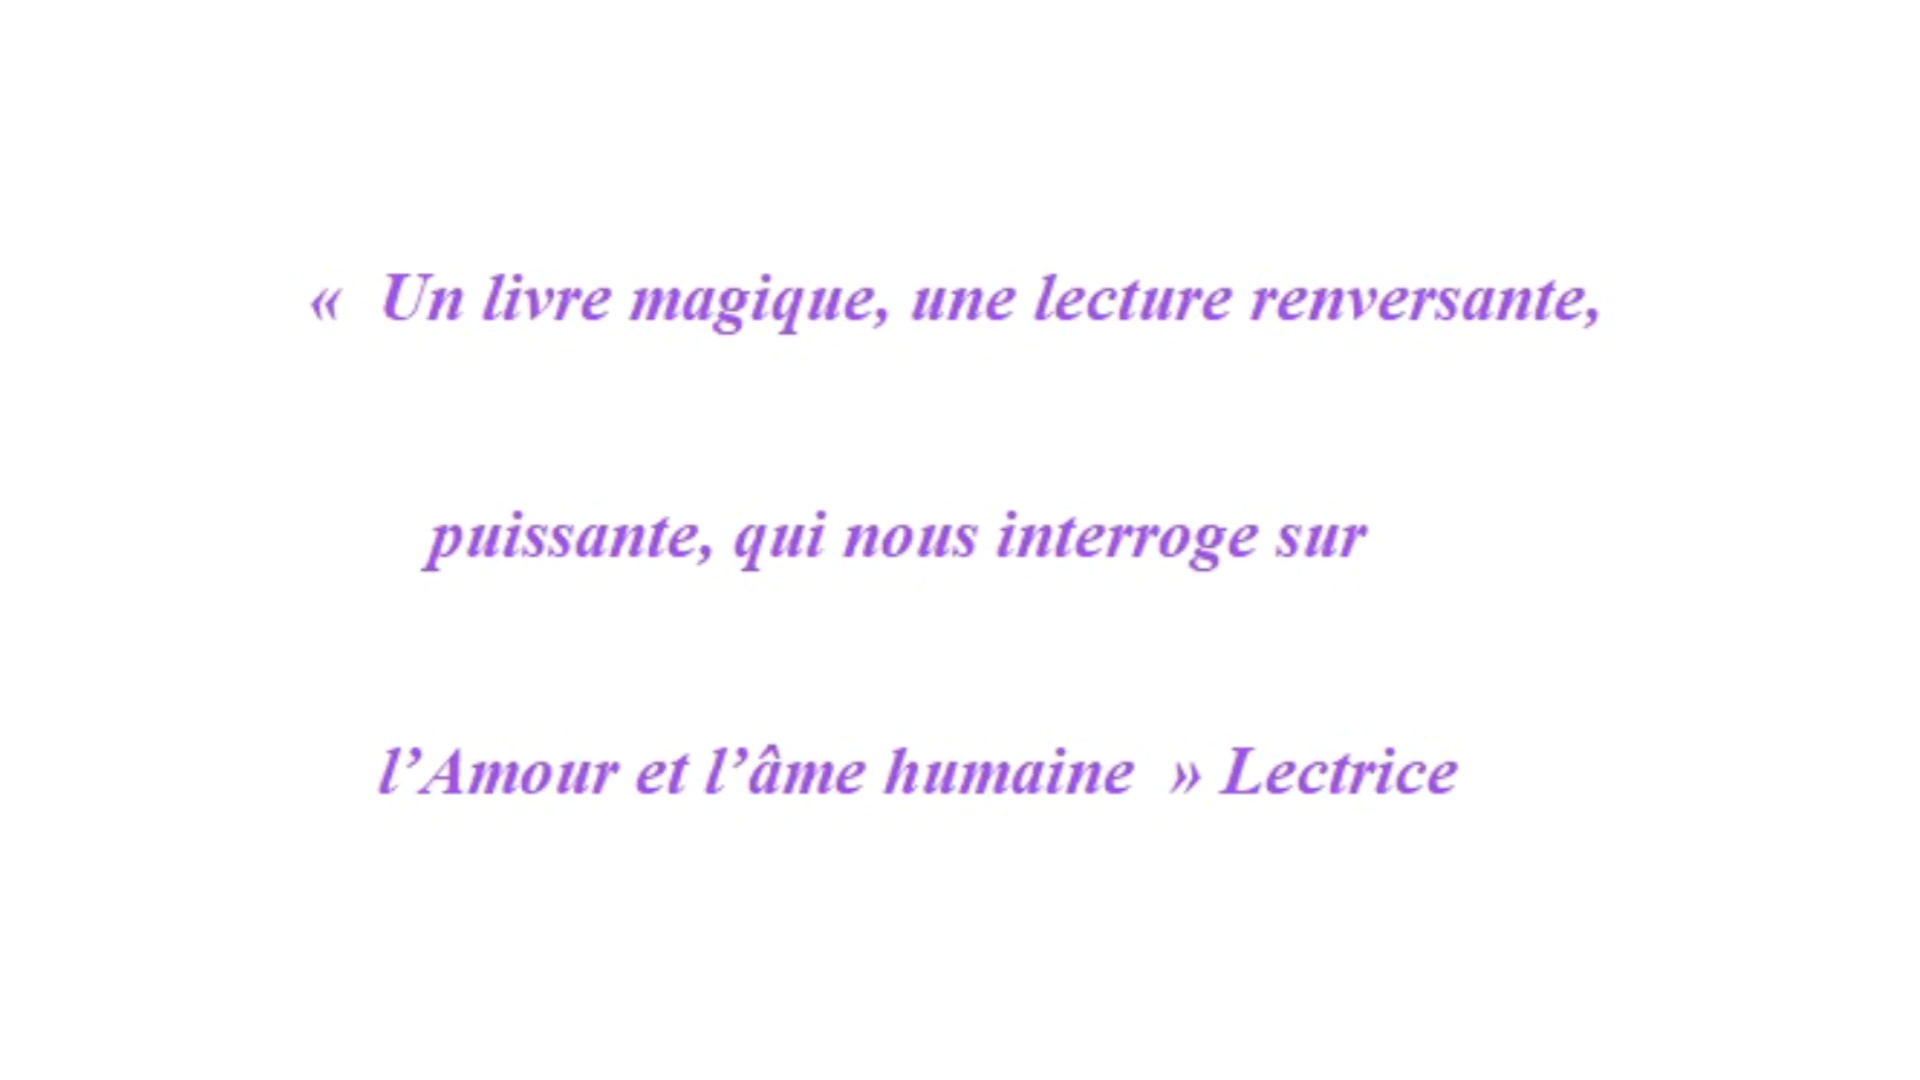 «  Un livre magique, une lecture renversante,
puissante, qui nous interroge sur
l’Amour et l’âme humaine  » Lectrice